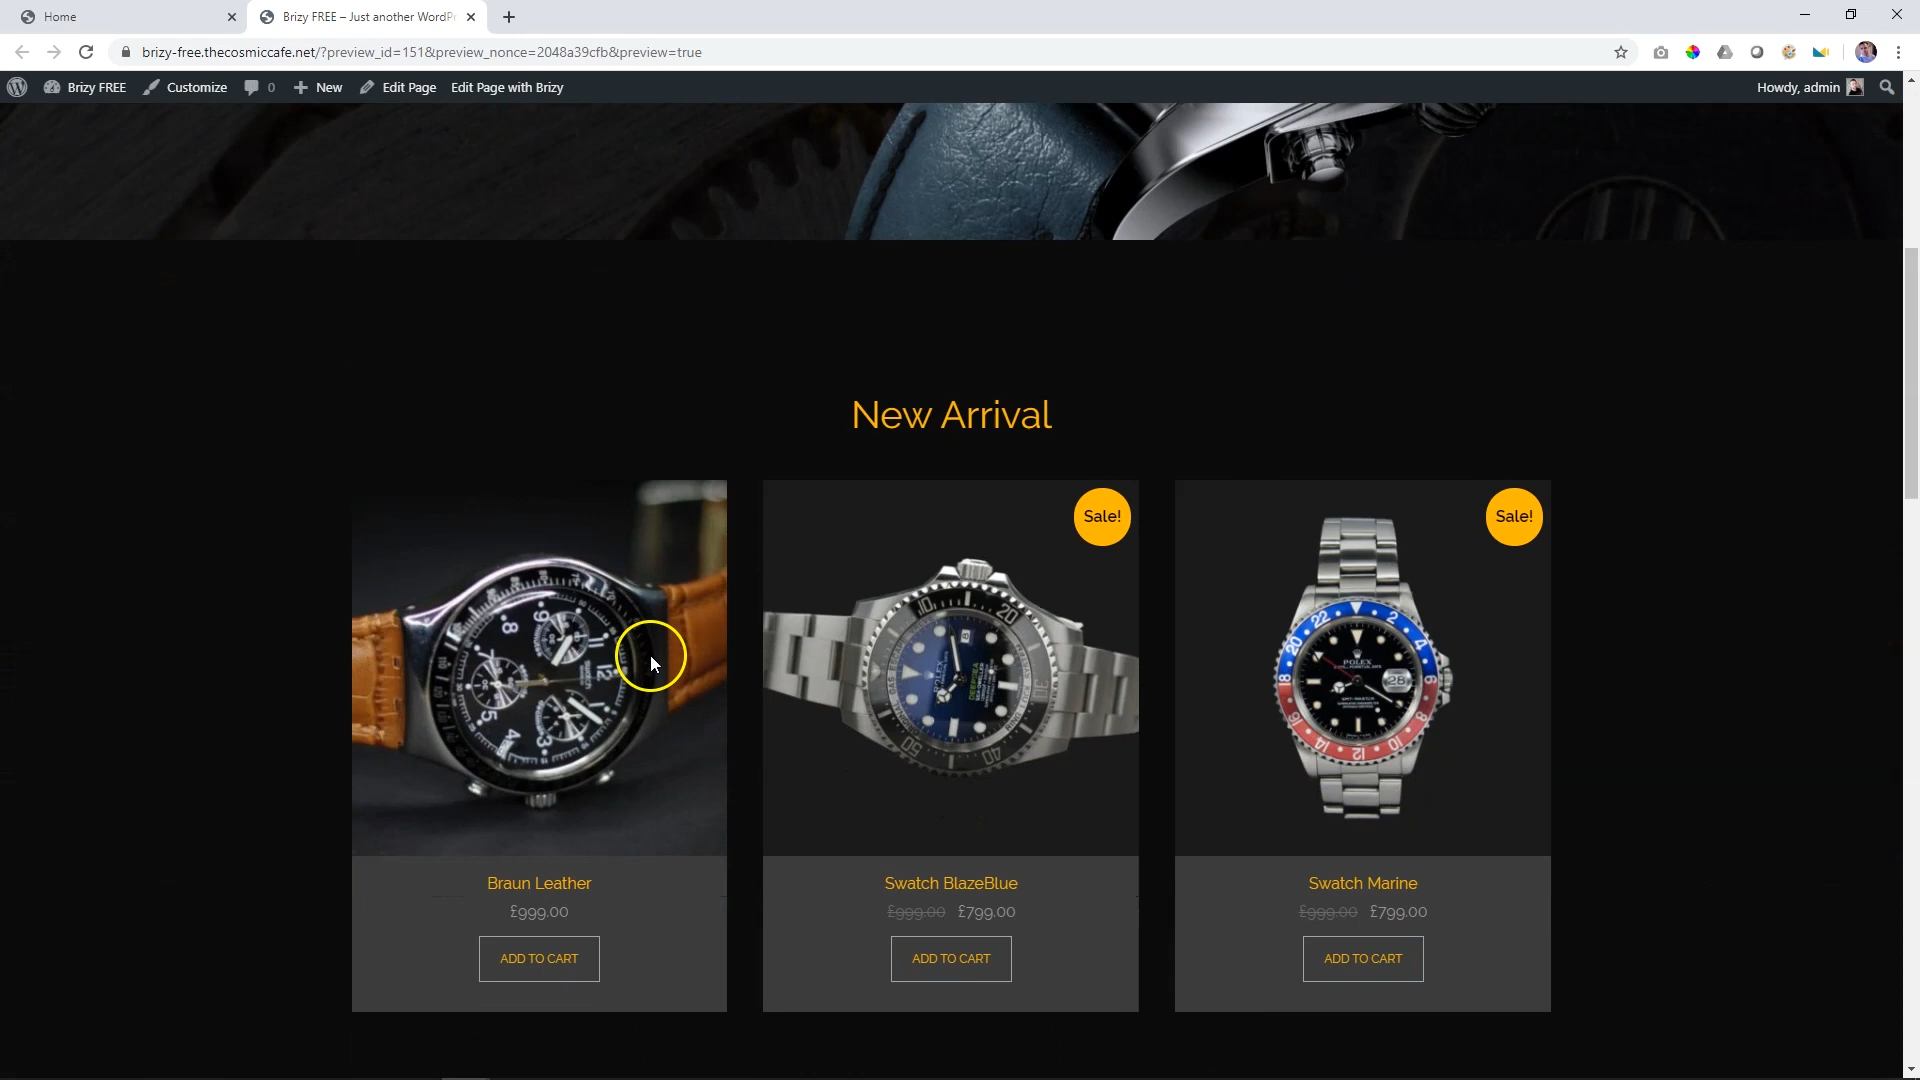 Home
Brizy FREE – Just another WordPr
brizy-free.thecosmiccafe.net/?preview_id=151&preview_nonce=2048a39cfb&preview=true
Brizy FREE Customize 0 New Edit Page Edit Page with Brizy Howdy, admin
New Arrival
Sale! Sale!
Braun Leather Swatch BlazeBlue Swatch Marine
£999.00 £999.00 £799.00 £999.00 £799.00
ADD TO CART ADD TO CART ADD TO CART